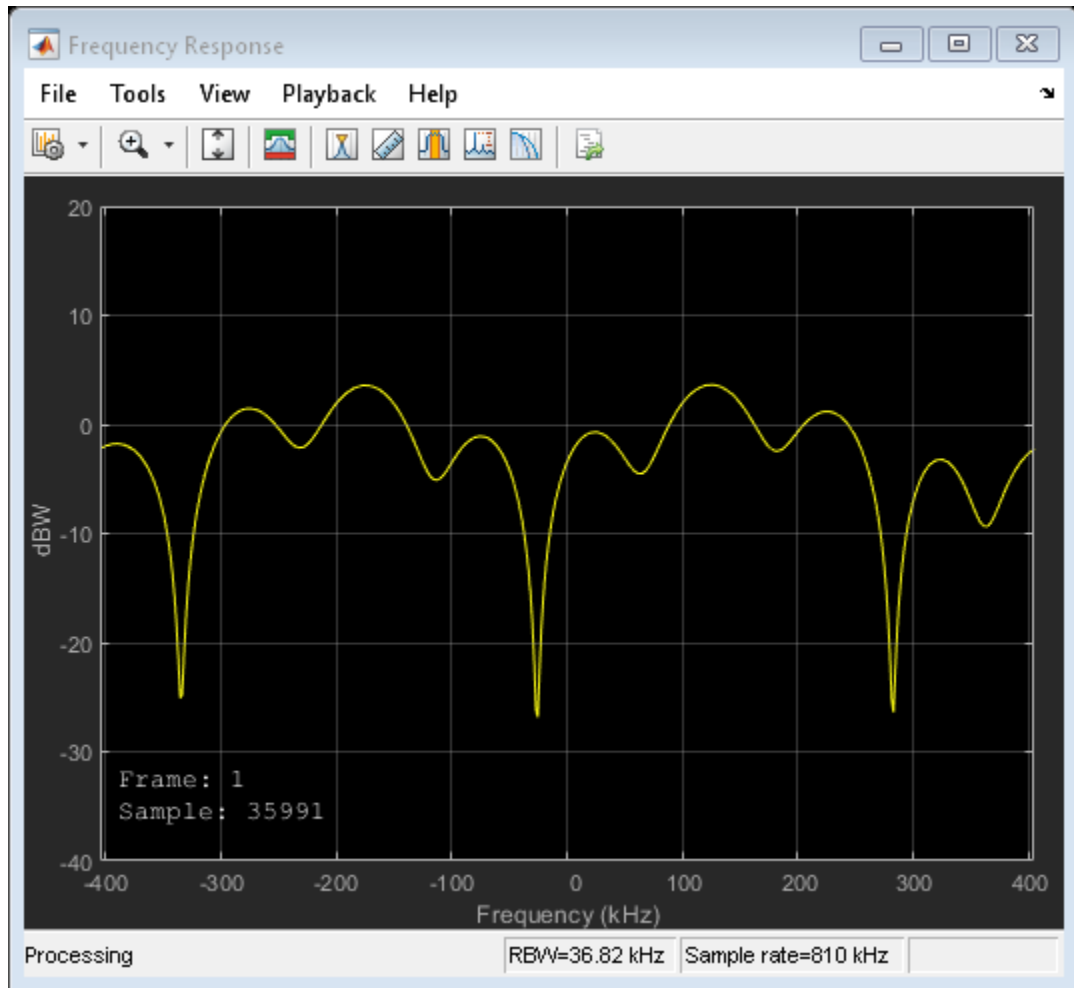 Frequency Response
File Tools View Playback Help
20
10
0
-10
-20
-30
-40
dBW
Frame: 1
Sample: 35991
-400 -300 -200 -100 0 100 200 300 400
Frequency (kHz)
Processing RBW=36.82 kHz Sample rate=810 kHz